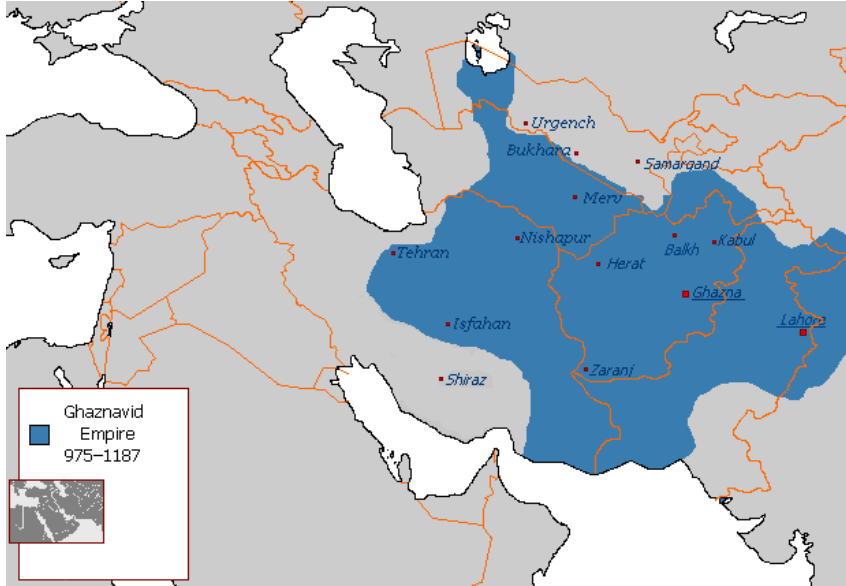 Urgench
Bukhara
Samarqand
Merv
Nishapur
Tehran
Balkh
Kabul
Herat
Ghazna
Lahore
Isfahan
Zaranj
Shiraz
Ghaznavid
Empire
975-1187